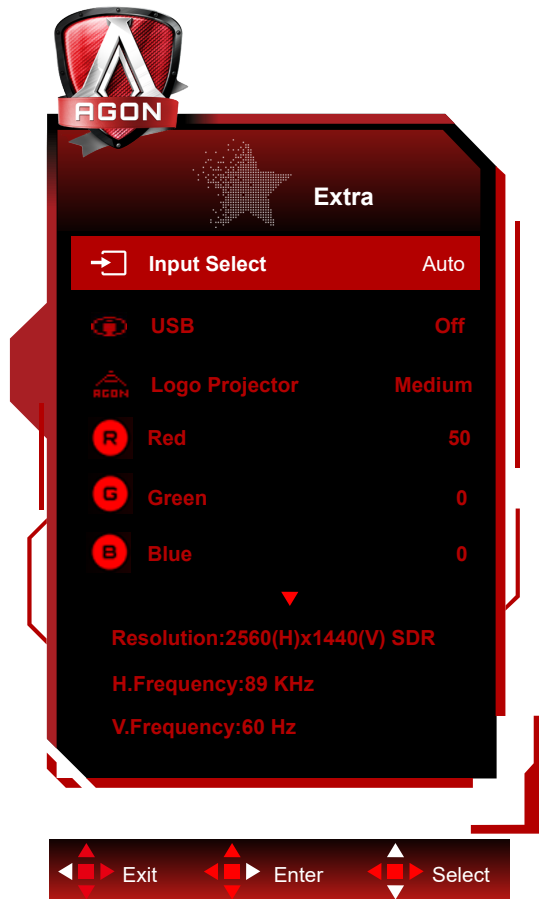 AGON
Extra
Input Select Auto
USB Off
AGON Logo Projector Medium
R Red 50
G Green 0
B Blue 0
Resolution:2560(H)x1440(V) SDR
H.Frequency:89 KHz
V.Frequency:60 Hz
Exit Enter Select